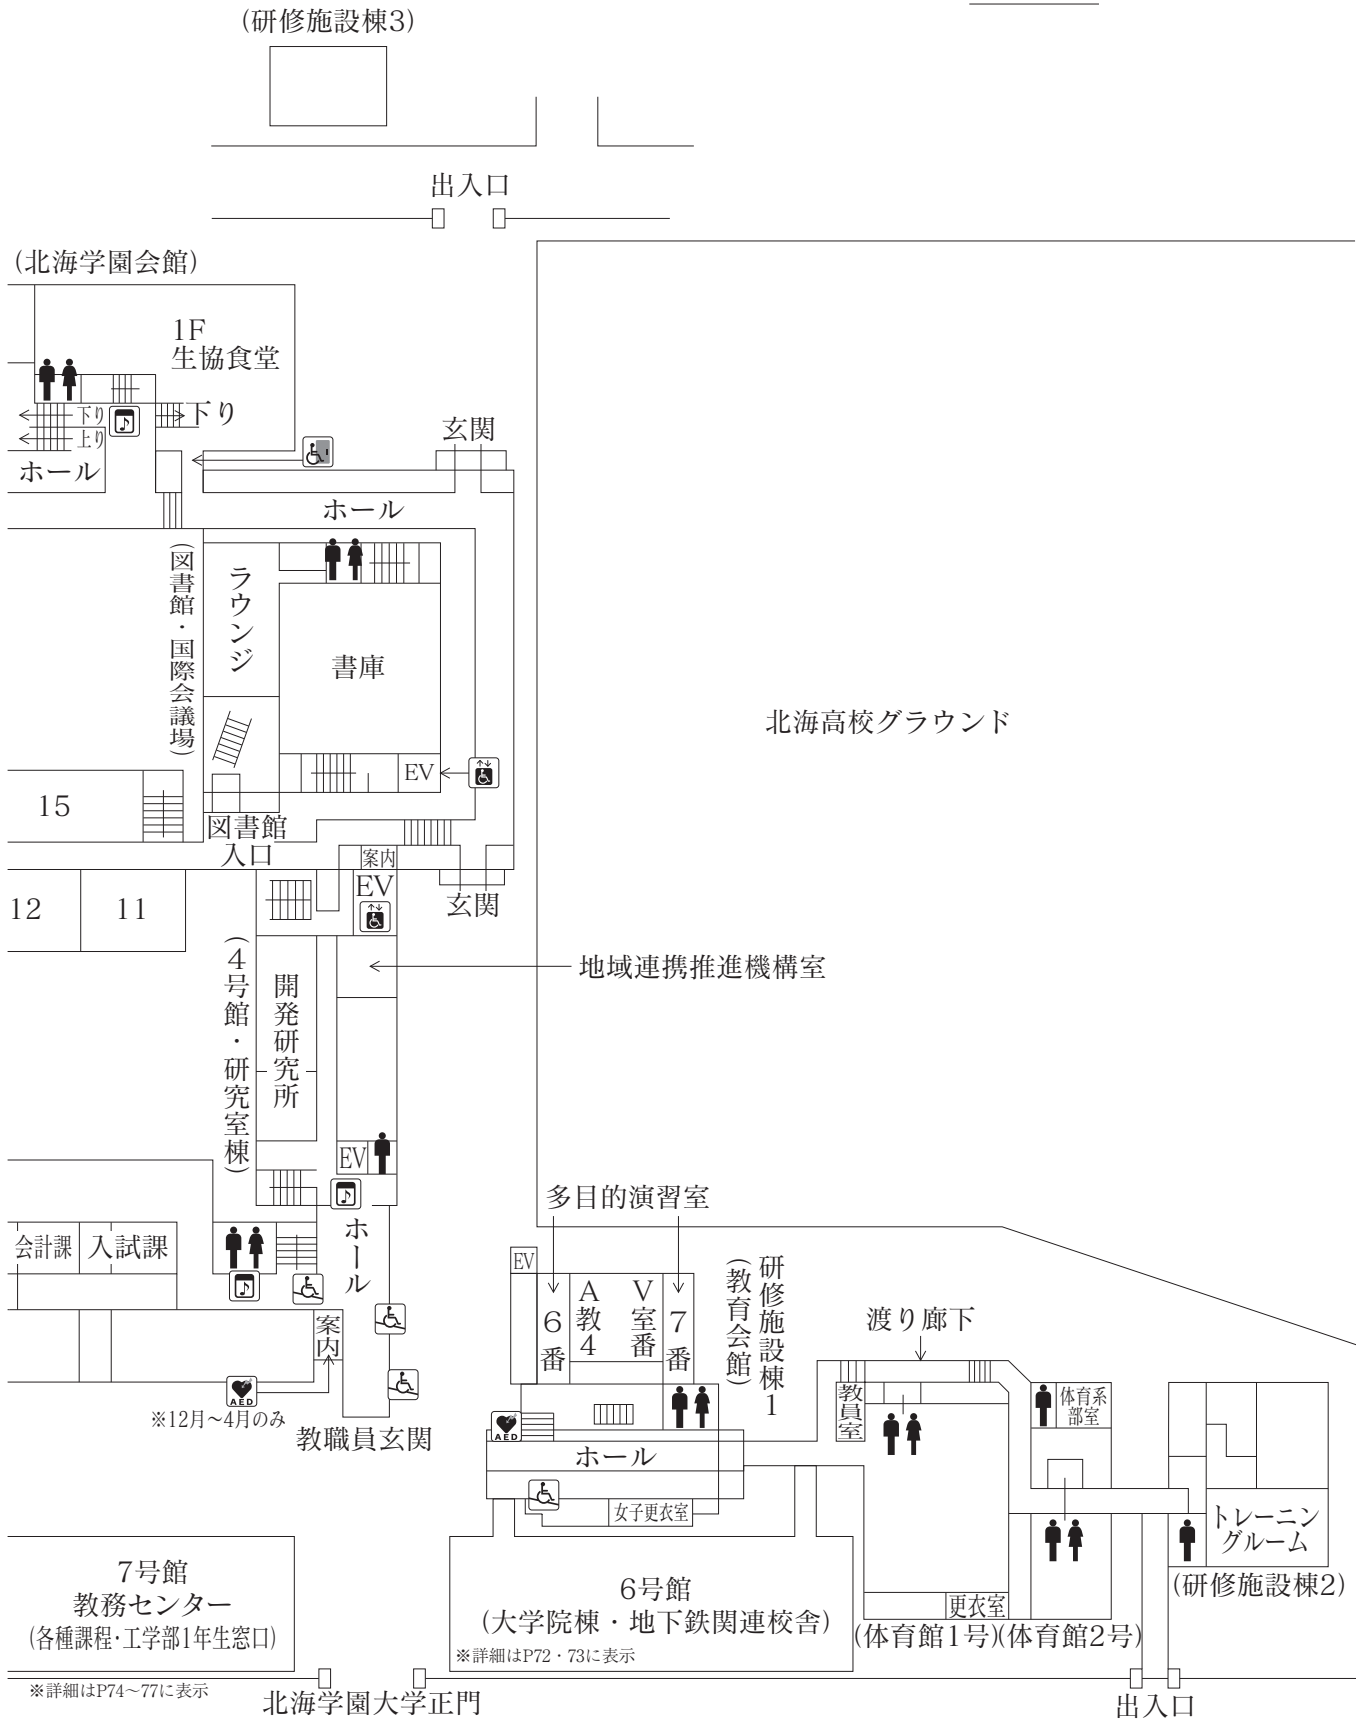 (研修施設棟3)
出入口
(北海学園会館)
1F
生協食堂
下り
下り
上り
ホール
玄関
ホール
(図書館・国際会議場)
ラウンジ
書庫
北海高校グラウンド
EV
15
図書館
入口
案内
EV
玄関
12
11
(4号館・研究室棟)
開発研究所
地域連携推進機構室
EV
多目的演習室
ホール
会計課
入試課
案内
EV
6番
A教4
V室番
7番
研修施設棟1
(教育会館)
渡り廊下
教員室
体育系
部室
AED
※12月〜4月のみ
教職員玄関
AED
ホール
女子更衣室
トレーニン
グルーム
(研修施設棟2)
7号館
教務センター
(各種課程・工学部1年生窓口)
6号館
(大学院棟・地下鉄関連校舎)
※詳細はP72・73に表示
更衣室
(体育館1号)(体育館2号)
※詳細はP74〜77に表示
北海学園大学正門
出入口